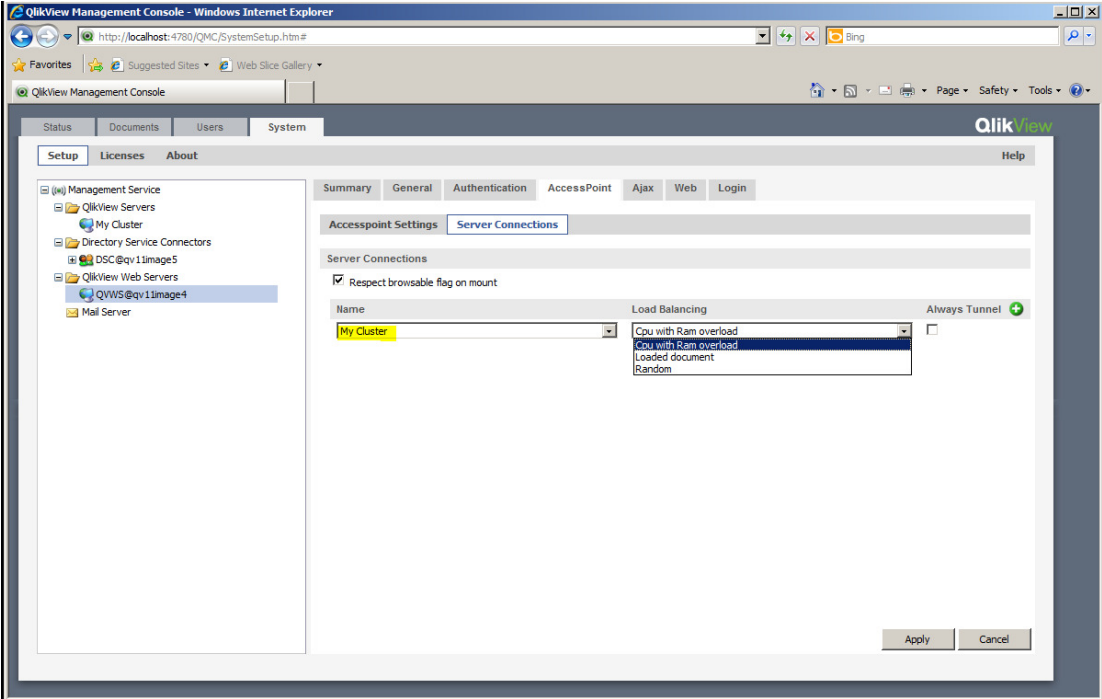 QlikView Management Console - Windows Internet Explorer
http://localhost:4780/QMC/SystemSetup.htm#
Bing
Favorites Suggested Sites Web Slice Gallery
QlikView Management Console Page Safety Tools
Status Documents Users System QlikView
Setup Licenses About Help
Management Service
QlikView Servers
My Cluster
Directory Service Connectors
DSC@qv11image5
QlikView Web Servers
QVWS@qv11image4
Mail Server
Summary General Authentication AccessPoint Ajax Web Login
Accesspoint Settings Server Connections
Server Connections
Respect browsable flag on mount
Name Load Balancing Always Tunnel
My Cluster Cpu with Ram overload
Cpu with Ram overload
Loaded document
Random
Apply Cancel